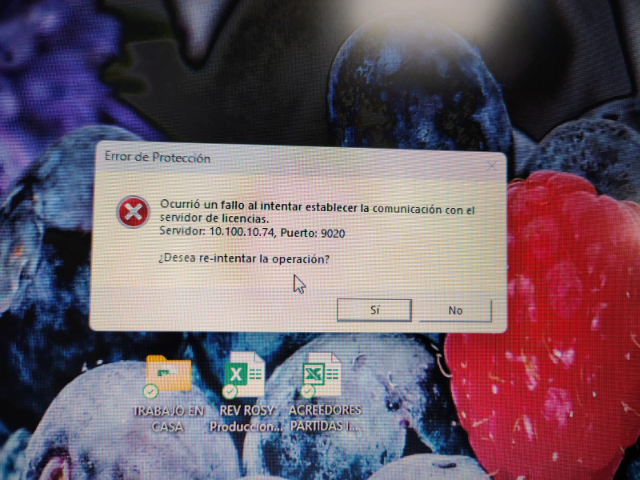 Error de Protección
Ocurrió un fallo al intentar establecer la comunicación con el
servidor de licencias.
Servidor: 10.100.10.74, Puerto: 9020
¿Desea re-intentar la operación?
Sí
No
TRABAJO EN
CASA
REV ROSY
Produccion...
ACREEDORES
PARTIDAS I...